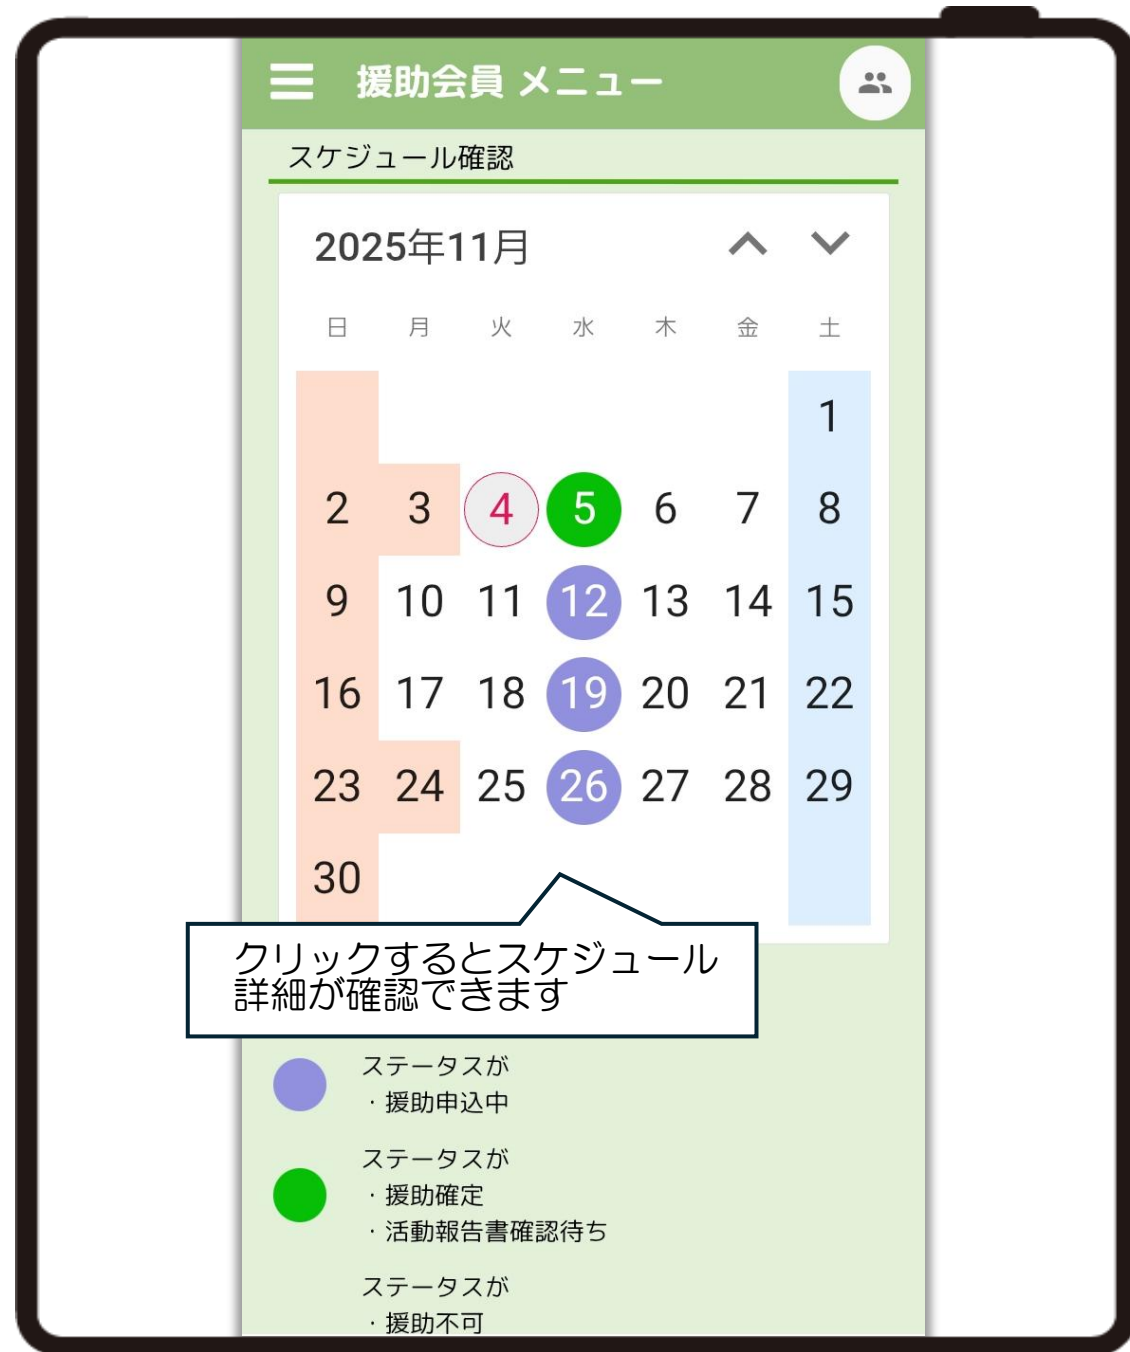 援助会員 メニュー
スケジュール確認
2025年11月
日 月 火 水 木 金 土
1
2 3 4 5 6 7 8
9 10 11 12 13 14 15
16 17 18 19 20 21 22
23 24 25 26 27 28 29
30
クリックするとスケジュール
詳細が確認できます
ステータスが
・援助申込中
ステータスが
・援助確定
・活動報告書確認待ち
ステータスが
・援助不可